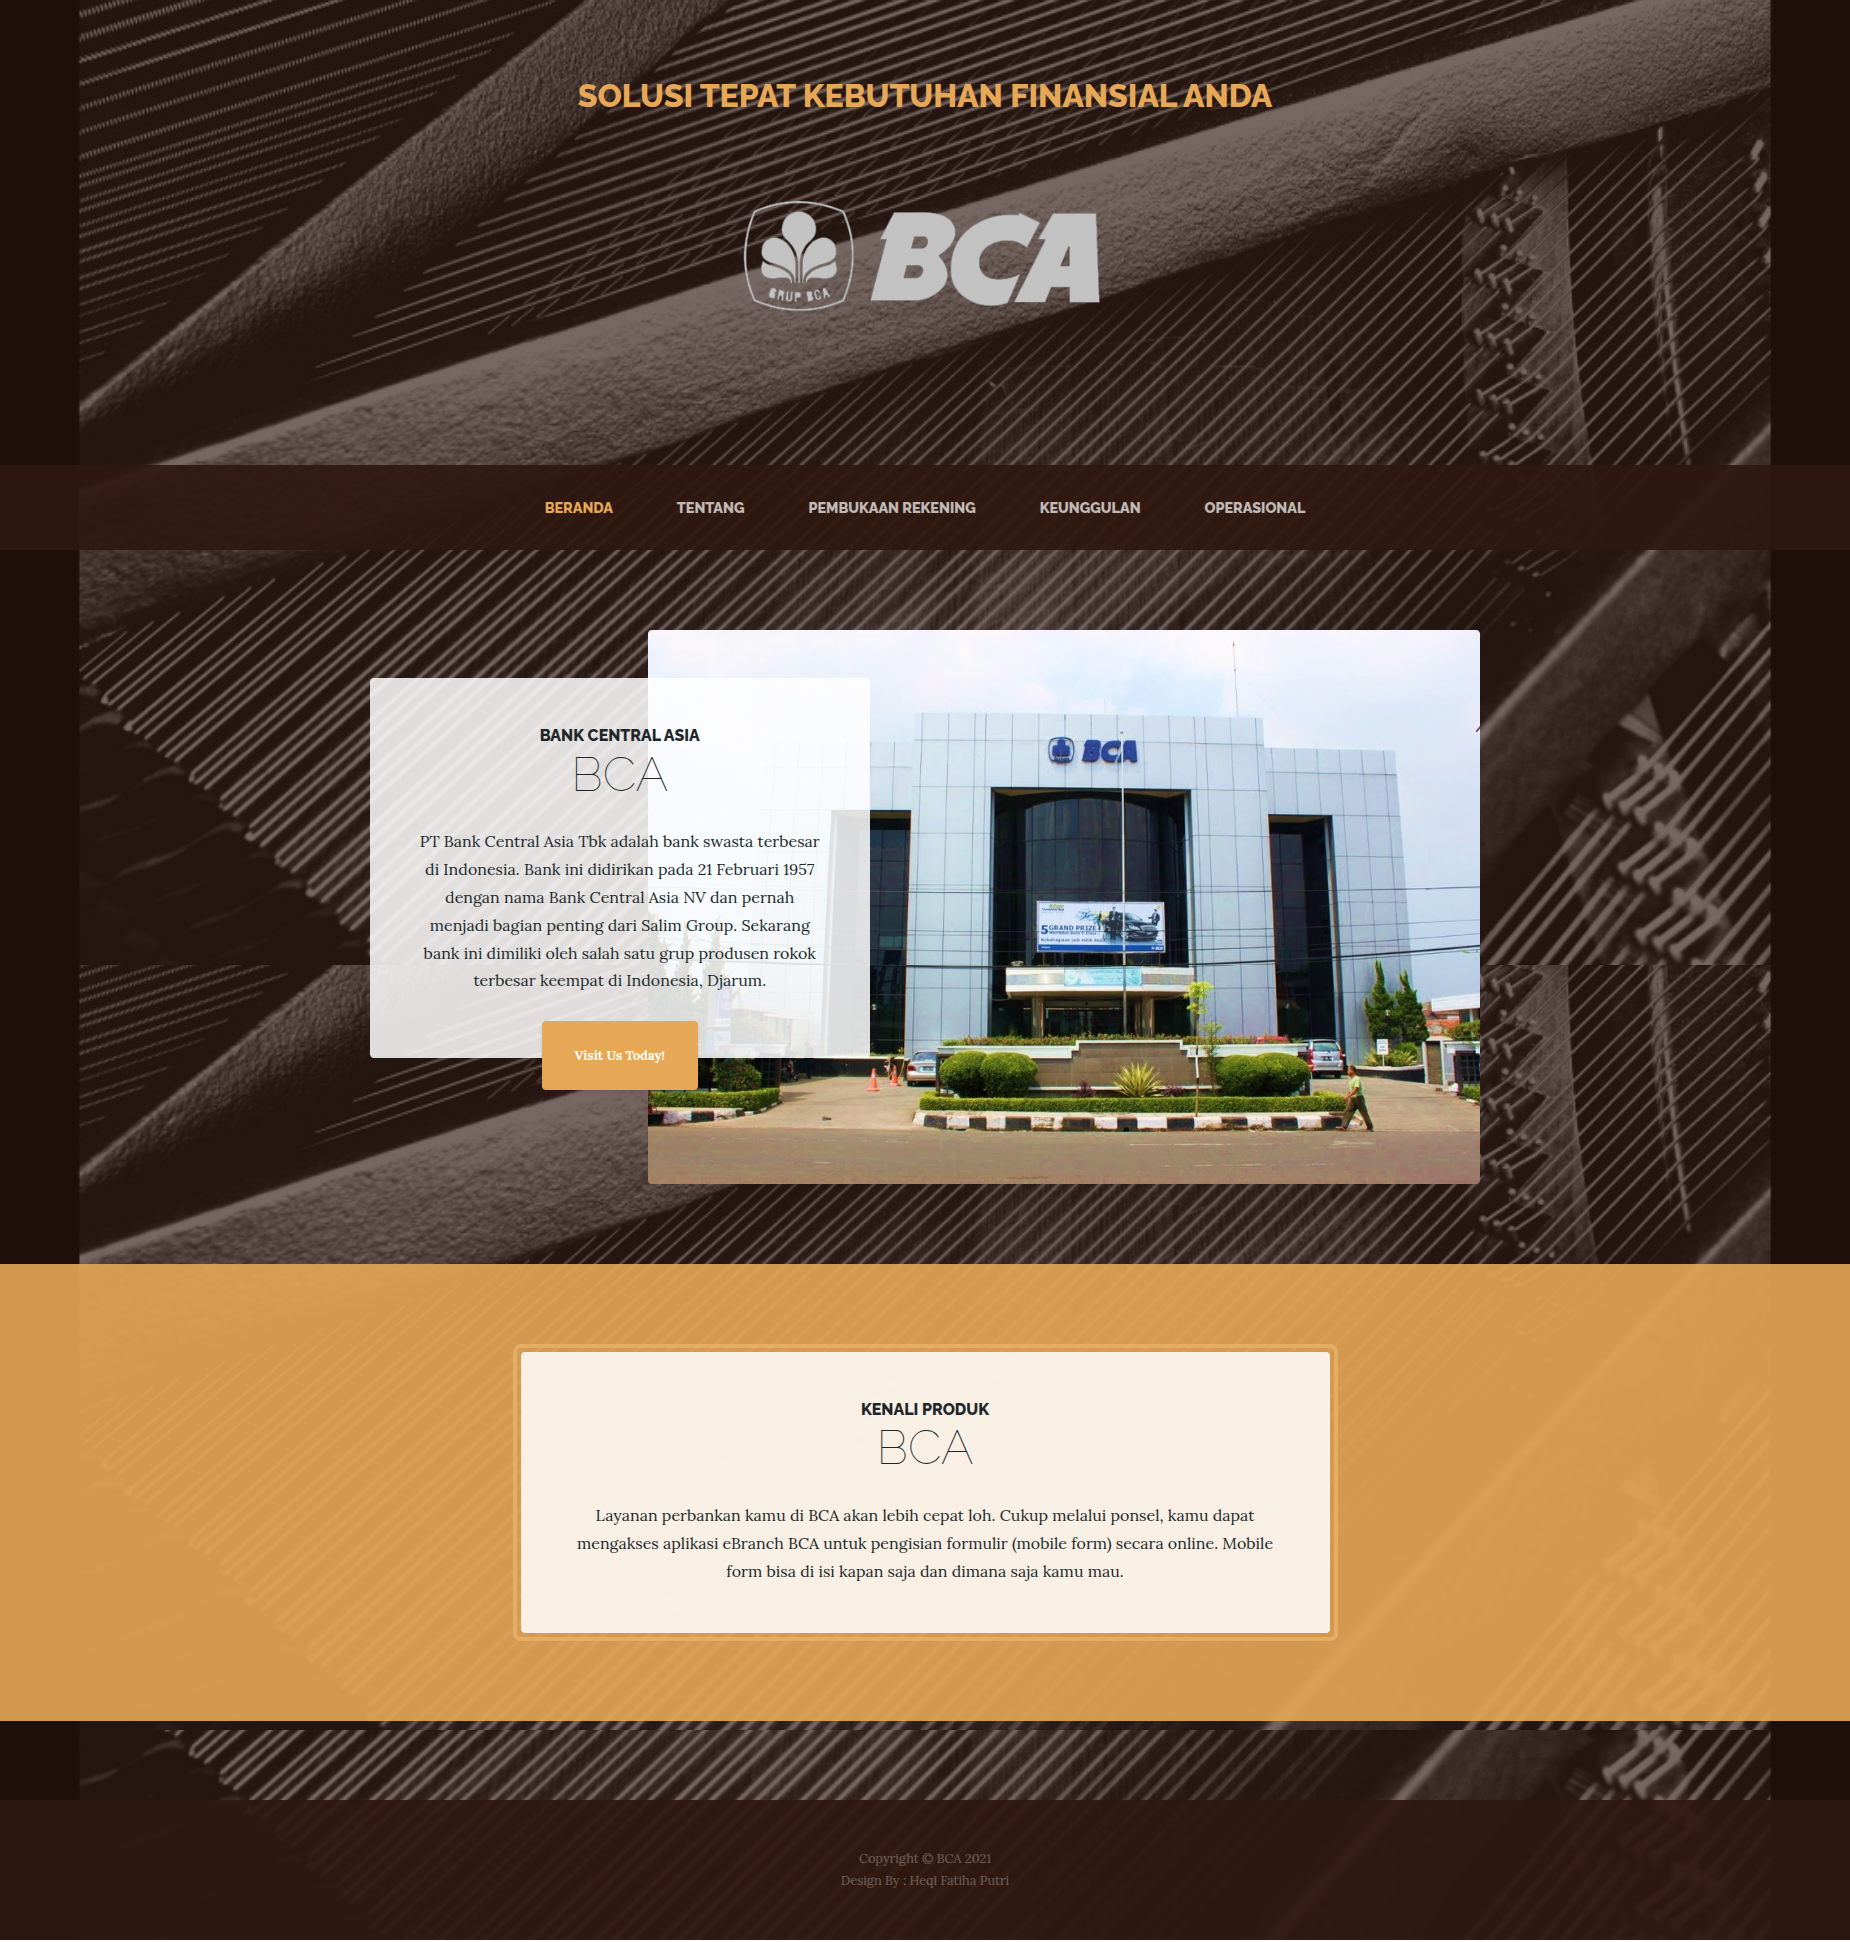 SOLUSI TEPAT KEBUTUHAN FINANSIAL ANDA
GRUP BCA
BCA
BERANDA TENTANG PEMBUKAAN REKENING KEUNGGULAN OPERASIONAL
BCA
5 GRAND PRIZE
BANK CENTRAL ASIA
BCA
PT Bank Central Asia Tbk adalah bank swasta terbesar
di Indonesia. Bank ini didirikan pada 21 Februari 1957
dengan nama Bank Central Asia NV dan pernah
menjadi bagian penting dari Salim Group. Sekarang
bank ini dimiliki oleh salah satu grup produsen rokok
terbesar keempat di Indonesia, Djarum.
Visit Us Today!
KENALI PRODUK
BCA
Layanan perbankan kamu di BCA akan lebih cepat loh. Cukup melalui ponsel, kamu dapat
mengakses aplikasi eBranch BCA untuk pengisian formulir (mobile form) secara online. Mobile
form bisa di isi kapan saja dan dimana saja kamu mau.
Copyright © BCA 2021
Design By : Heqi Fatiha Putri